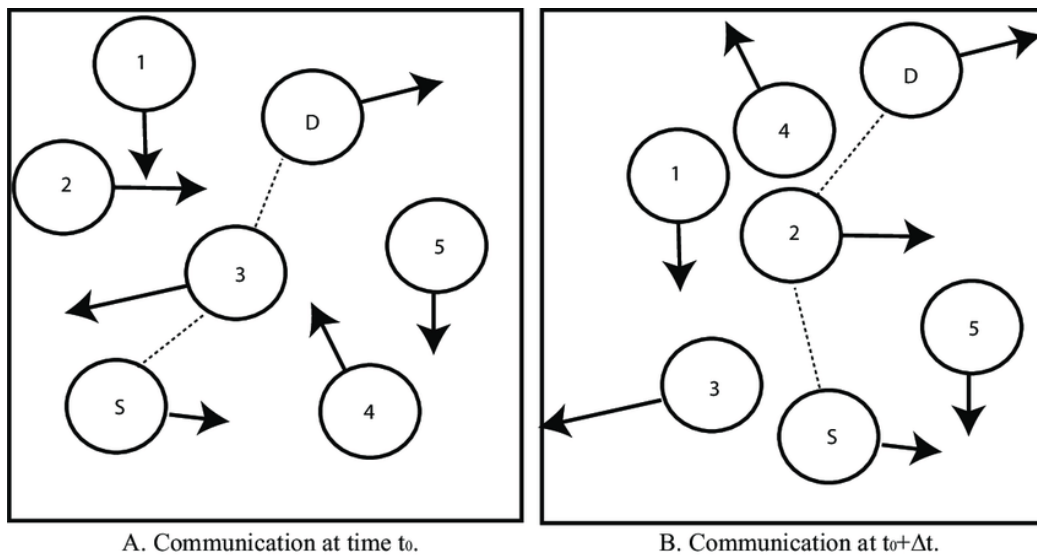 1
D
2
5
3
S
4
A. Communication at time t₀.
D
4
1
2
5
3
S
B. Communication at t₀+Δt.